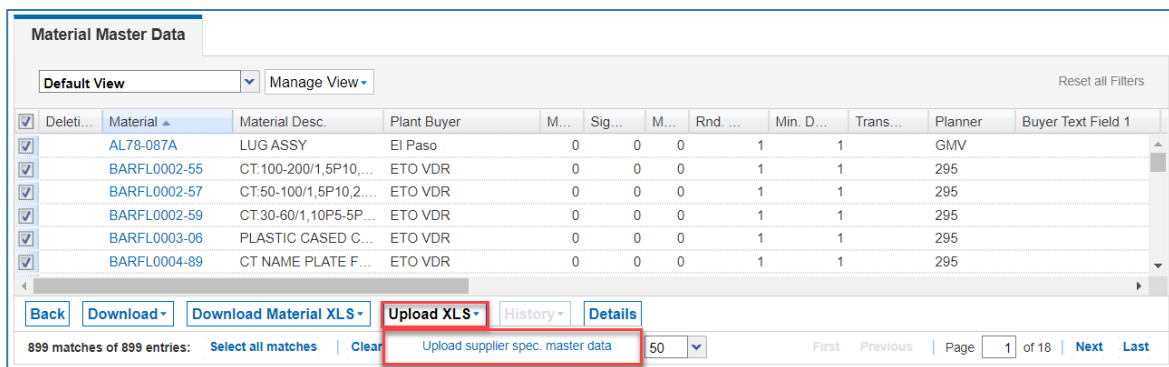 Material Master Data
Default View Manage View Reset all Filters
Deleti... Material Material Desc. Plant Buyer M... Sig... M... Rnd. ... Min. D... Trans... Planner Buyer Text Field 1
AL78-087A LUG ASSY El Paso 0 0 0 1 1 GMV
BARFL0002-55 CT:100-200/1,5P10,... ETO VDR 0 0 0 1 1 295
BARFL0002-57 CT:50-100/1,5P10,2.... ETO VDR 0 0 0 1 1 295
BARFL0002-59 CT:30-60/1,10P5-5P... ETO VDR 0 0 0 1 1 295
BARFL0003-06 PLASTIC CASED C... ETO VDR 0 0 0 1 1 295
BARFL0004-89 CT NAME PLATE F... ETO VDR 0 0 0 1 1 295
Back Download Download Material XLS Upload XLS History Details
899 matches of 899 entries: Select all matches Clear Upload supplier spec. master data 50 First Previous Page 1 of 18 Next Last